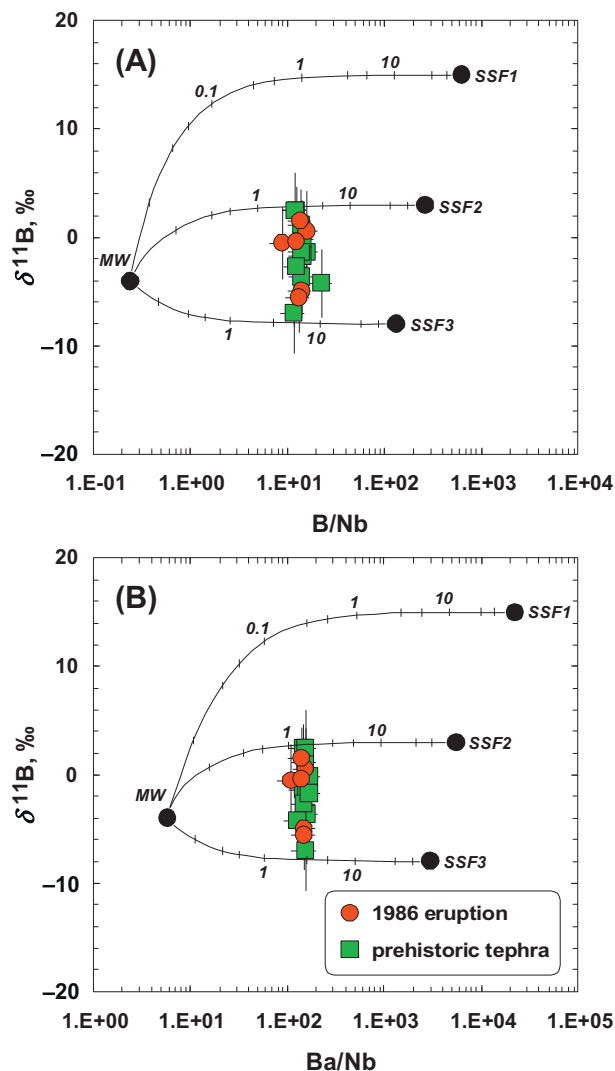 20
(A)
1
10
SSF1
0.1
10
1
10
SSF2
δ11B, ‰
0
MW
SSF3
1
10
–10
–20
1.E-01 1.E+00 1.E+01 1.E+02 1.E+03 1.E+04
B/Nb
20
(B)
1
10
SSF1
0.1
10
1
10
SSF2
δ11B, ‰
0
MW
SSF3
1
10
–10
1986 eruption
prehistoric tephra
–20
1.E+00 1.E+01 1.E+02 1.E+03 1.E+04 1.E+05
Ba/Nb